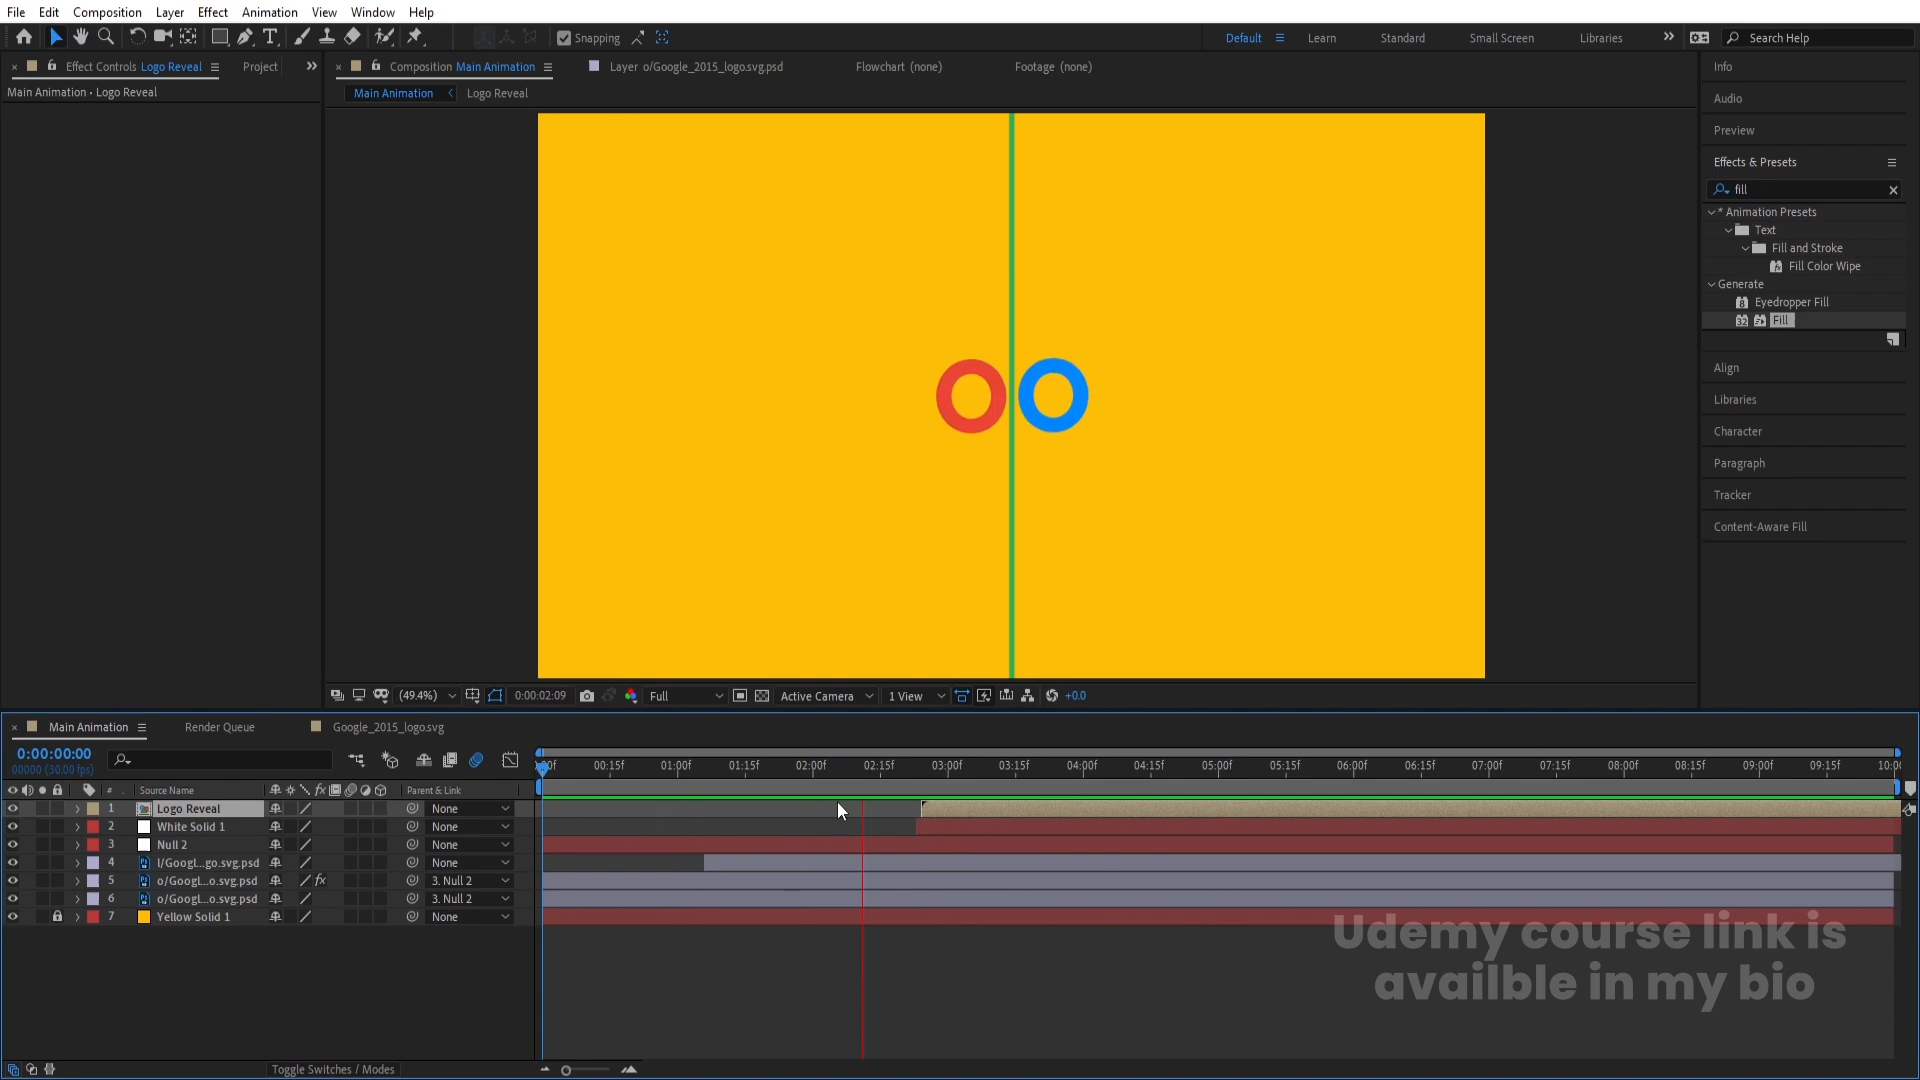 File Edit Composition Layer Effect Animation View Window Help
Snapping
Default Learn Standard Small Screen Libraries Search Help
Effect Controls Logo Reveal Project
Composition Main Animation
Layer o/Google_2015_logo.svg.psd
Flowchart (none)
Footage (none)
Main Animation • Logo Reveal
Main Animation Logo Reveal
Info
Audio
Preview
Effects & Presets
fill
* Animation Presets
Text
Fill and Stroke
Fill Color Wipe
Generate
Eyedropper Fill
Fill
Align
Libraries
Character
Paragraph
Tracker
Content-Aware Fill
(49.4%) 0:00:02:09 Full Active Camera 1 View +0.0
Main Animation Render Queue Google_2015_logo.svg
0:00:00:00
00000 (30.00 fps)
00:15f 01:00f 01:15f 02:00f 02:15f 03:00f 03:15f 04:00f 04:15f 05:00f 05:15f 06:00f 06:15f 07:00f 07:15f 08:00f 08:15f 09:00f 09:15f
# Source Name fx Parent & Link
1 Logo Reveal None
2 White Solid 1 None
3 Null 2 None
4 l/Googl...go.svg.psd None
5 o/Googl...o.svg.psd fx 3. Null 2
6 o/Googl...o.svg.psd 3. Null 2
7 Yellow Solid 1 None
Udemy course link is
availble in my bio
Toggle Switches / Modes